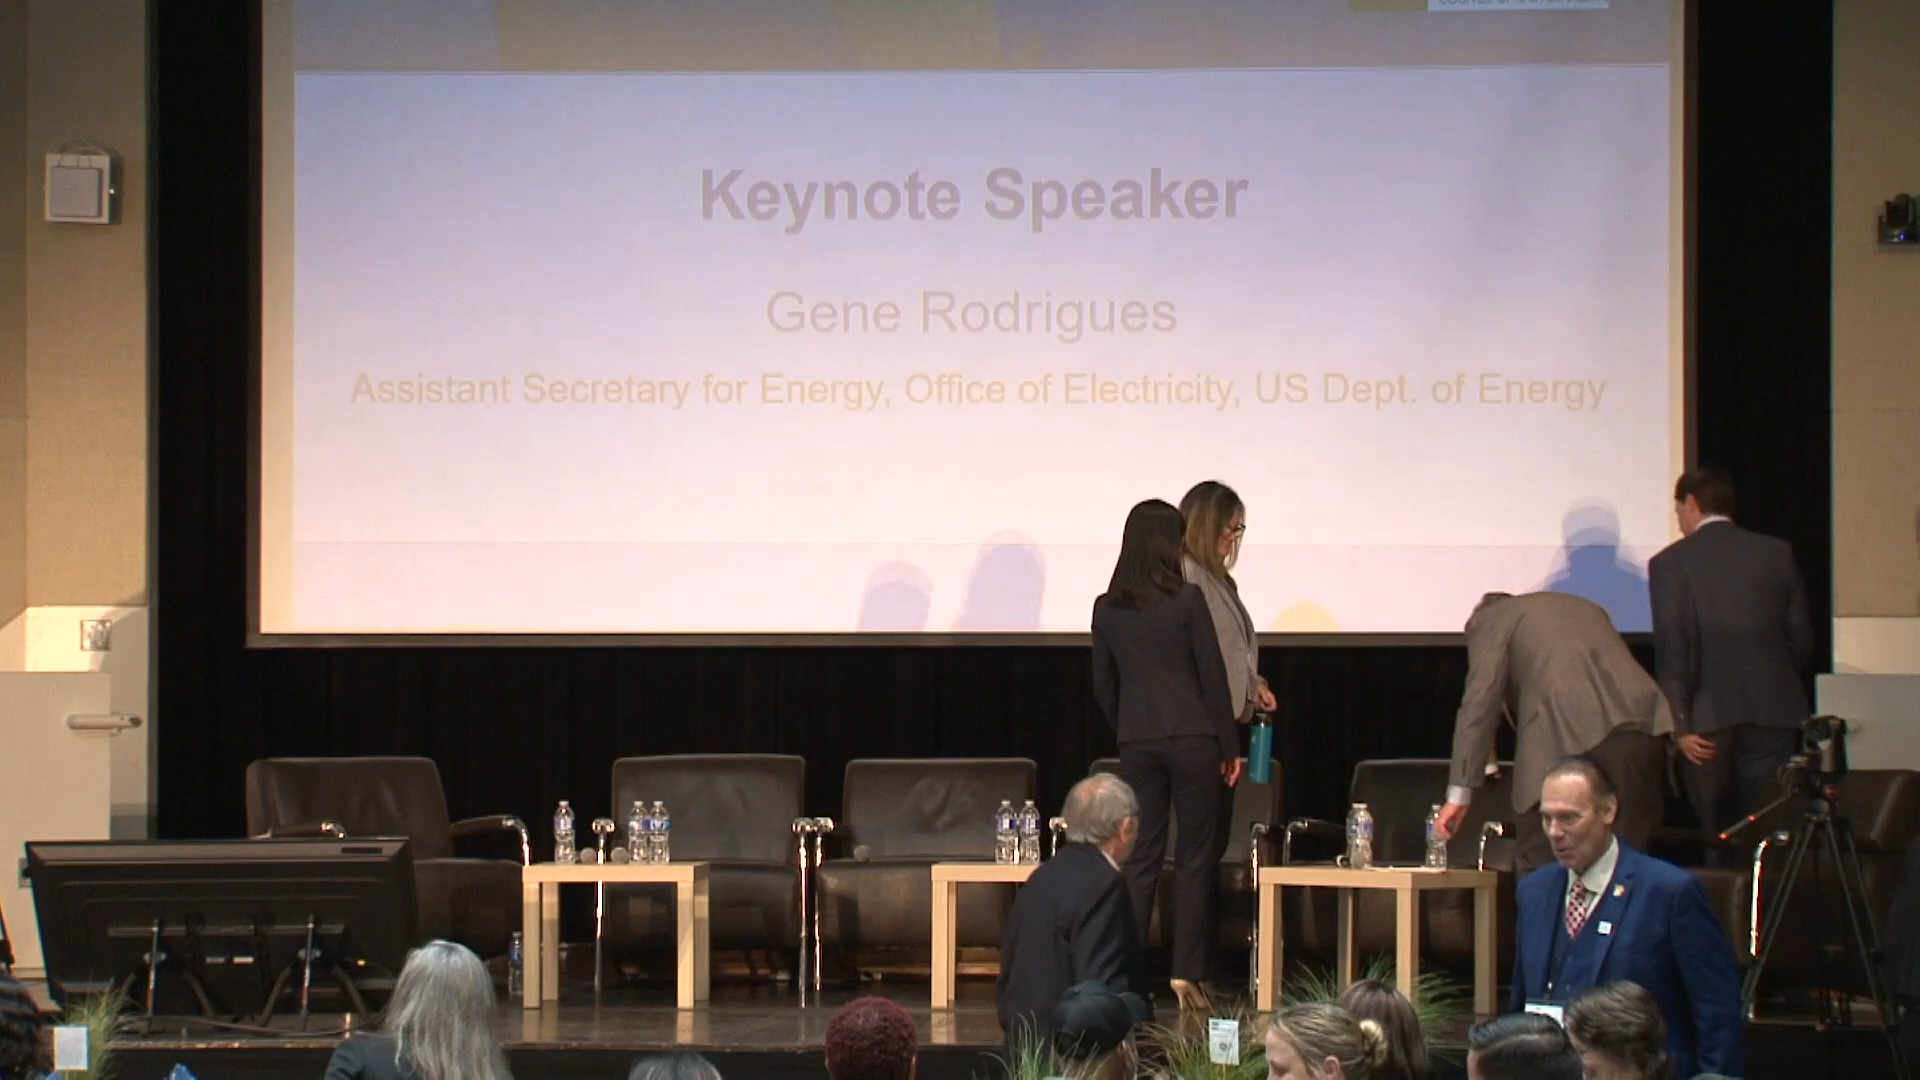 Keynote Speaker
Gene Rodrigues
Assistant Secretary for Energy, Office of Electricity, US Dept. of Energy